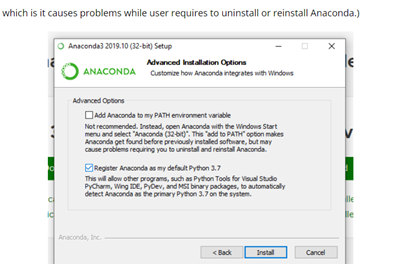 which is it causes problems while user requires to uninstall or reinstall Anaconda.)
Anaconda3 2019.10 (32-bit) Setup
ANACONDA
Advanced Installation Options
Customize how Anaconda integrates with Windows
Advanced Options
Add Anaconda to my PATH environment variable
Not recommended. Instead, open Anaconda with the Windows Start
menu and select "Anaconda (32-bit)". This "add to PATH" option makes
Anaconda get found before previously installed software, but may
cause problems requiring you to uninstall and reinstall Anaconda.
Register Anaconda as my default Python 3.7
This will allow other programs, such as Python Tools for Visual Studio
PyCharm, Wing IDE, PyDev, and MSI binary packages, to automatically
detect Anaconda as the primary Python 3.7 on the system.
Anaconda, Inc.
< Back
Install
Cancel